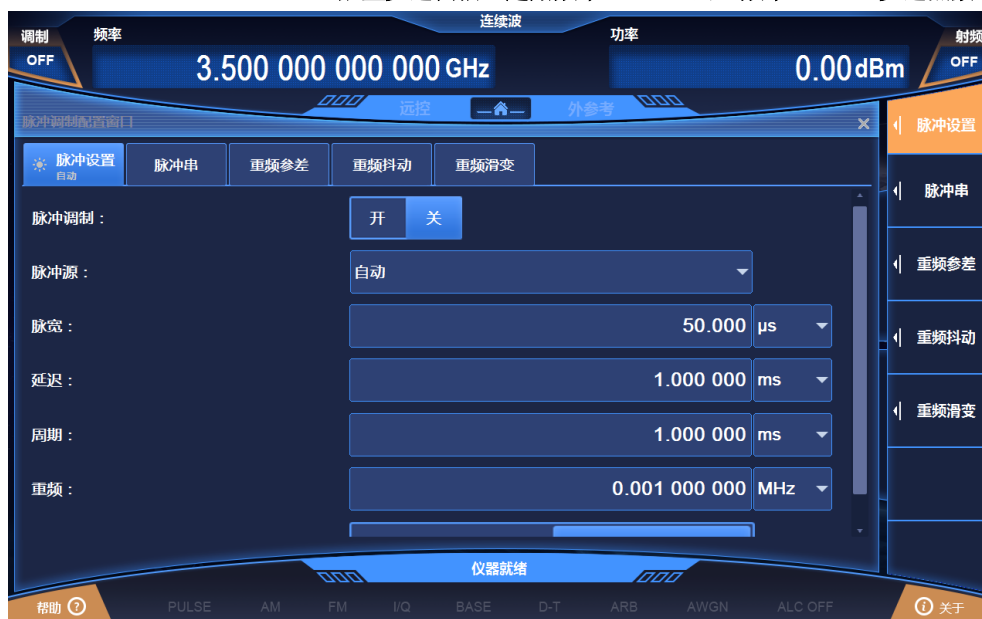 连续波
调制
频率
功率
射频
OFF
3.500 000 000 000 GHz
0.00 dBm
OFF
远控
外参考
脉冲调制配置窗口
脉冲设置
自动
脉冲串
重频参差
重频抖动
重频滑变
脉冲调制：
开
关
脉冲源：
自动
脉宽：
50.000
μs
延迟：
1.000 000
ms
周期：
1.000 000
ms
重频：
0.001 000 000
MHz
脉冲设置
脉冲串
重频参差
重频抖动
重频滑变
仪器就绪
帮助
PULSE
AM
FM
I/Q
BASE
D-T
ARB
AWGN
ALC OFF
关于